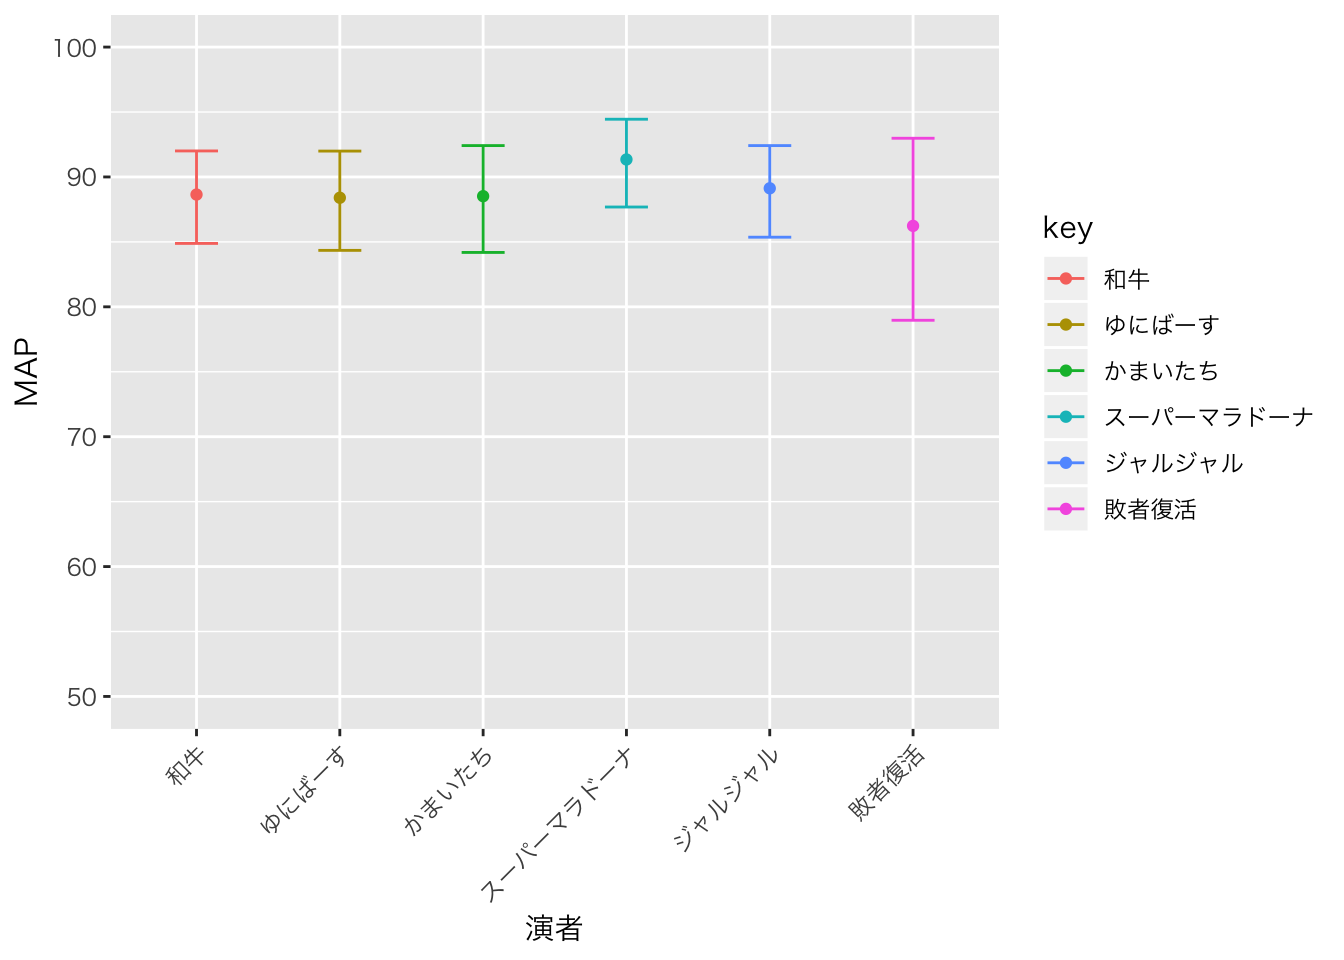 100
90
80
70
60
50
MAP
和牛
ゆにばーす
かまいたち
スーパーマラドーナ
ジャルジャル
敗者復活
演者
key
和牛
ゆにばーす
かまいたち
スーパーマラドーナ
ジャルジャル
敗者復活